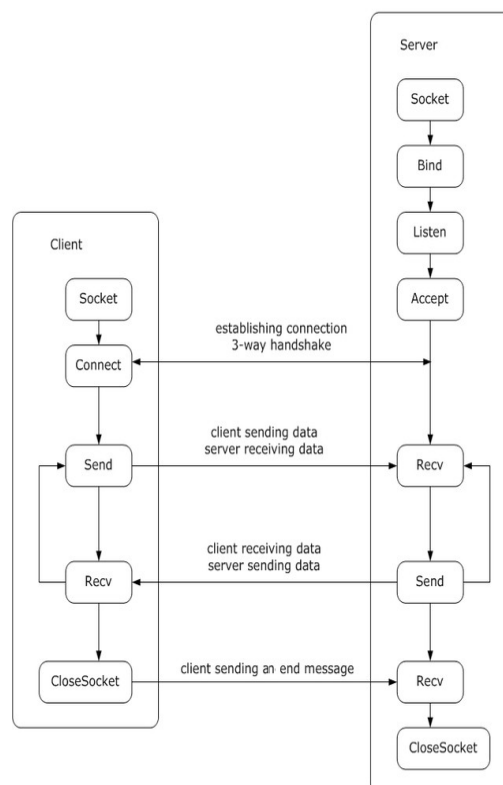 Server
Socket
Bind
Listen
Accept
Client
Socket
Connect
establishing connection
3-way handshake
client sending data
server receiving data
Send
Recv
client receiving data
server sending data
Recv
Send
CloseSocket
client sending an end message
Recv
CloseSocket